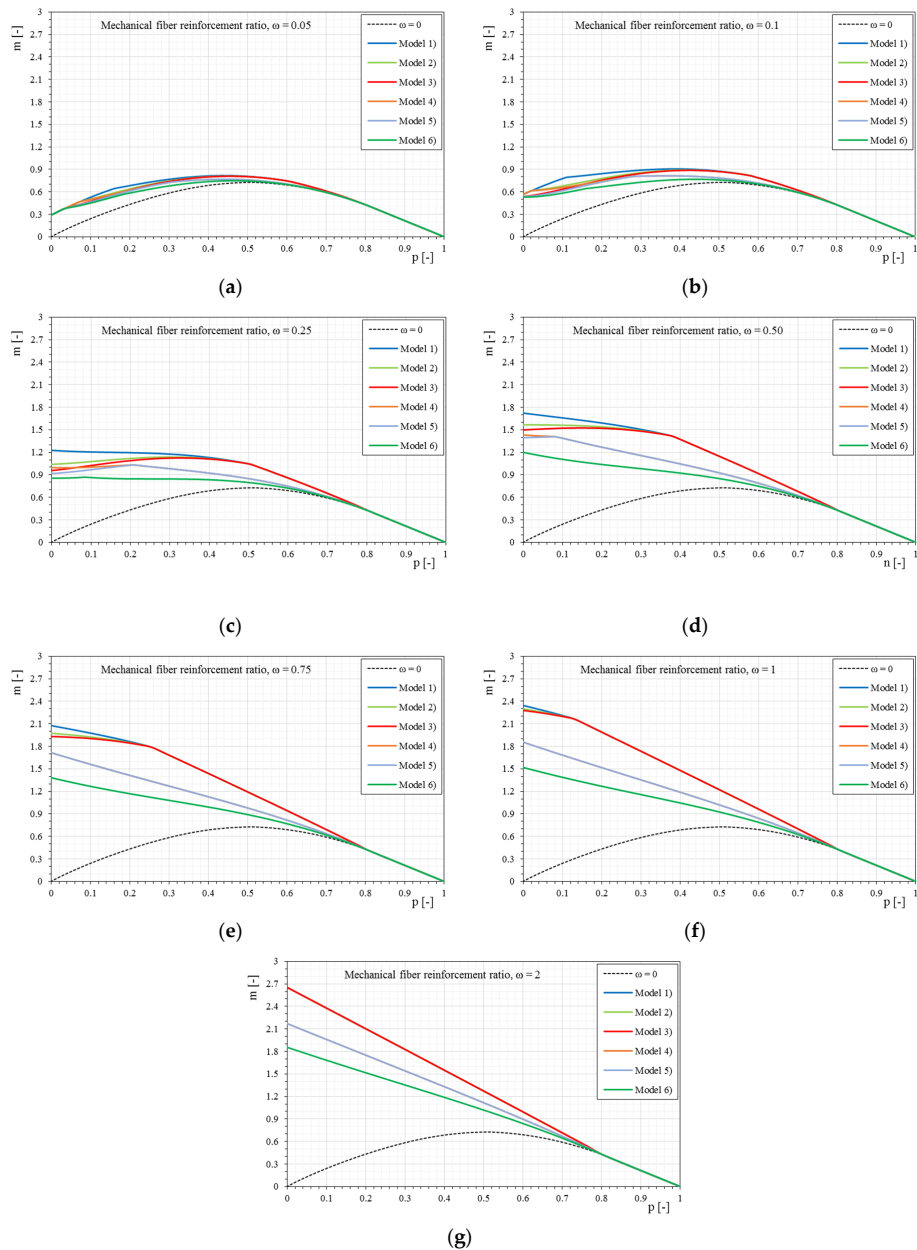 Mechanical fiber reinforcement ratio, ω = 0.05
m [-]
3
2.7
2.4
2.1
1.8
1.5
1.2
0.9
0.6
0.3
0
0 0.1 0.2 0.3 0.4 0.5 0.6 0.7 0.8 0.9 1
p [-]
ω = 0
Model 1)
Model 2)
Model 3)
Model 4)
Model 5)
Model 6)
(a)
Mechanical fiber reinforcement ratio, ω = 0.1
m [-]
3
2.7
2.4
2.1
1.8
1.5
1.2
0.9
0.6
0.3
0
0 0.1 0.2 0.3 0.4 0.5 0.6 0.7 0.8 0.9 1
p [-]
ω = 0
Model 1)
Model 2)
Model 3)
Model 4)
Model 5)
Model 6)
(b)
Mechanical fiber reinforcement ratio, ω = 0.25
m [-]
3
2.7
2.4
2.1
1.8
1.5
1.2
0.9
0.6
0.3
0
0 0.1 0.2 0.3 0.4 0.5 0.6 0.7 0.8 0.9 1
p [-]
ω = 0
Model 1)
Model 2)
Model 3)
Model 4)
Model 5)
Model 6)
(c)
Mechanical fiber reinforcement ratio, ω = 0.50
m [-]
3
2.7
2.4
2.1
1.8
1.5
1.2
0.9
0.6
0.3
0
0 0.1 0.2 0.3 0.4 0.5 0.6 0.7 0.8 0.9 1
n [-]
ω = 0
Model 1)
Model 2)
Model 3)
Model 4)
Model 5)
Model 6)
(d)
Mechanical fiber reinforcement ratio, ω = 0.75
m [-]
3
2.7
2.4
2.1
1.8
1.5
1.2
0.9
0.6
0.3
0
0 0.1 0.2 0.3 0.4 0.5 0.6 0.7 0.8 0.9 1
p [-]
ω = 0
Model 1)
Model 2)
Model 3)
Model 4)
Model 5)
Model 6)
(e)
Mechanical fiber reinforcement ratio, ω = 1
m [-]
3
2.7
2.4
2.1
1.8
1.5
1.2
0.9
0.6
0.3
0
0 0.1 0.2 0.3 0.4 0.5 0.6 0.7 0.8 0.9 1
p [-]
ω = 0
Model 1)
Model 2)
Model 3)
Model 4)
Model 5)
Model 6)
(f)
Mechanical fiber reinforcement ratio, ω = 2
m [-]
3
2.7
2.4
2.1
1.8
1.5
1.2
0.9
0.6
0.3
0
0 0.1 0.2 0.3 0.4 0.5 0.6 0.7 0.8 0.9 1
p [-]
ω = 0
Model 1)
Model 2)
Model 3)
Model 4)
Model 5)
Model 6)
(g)